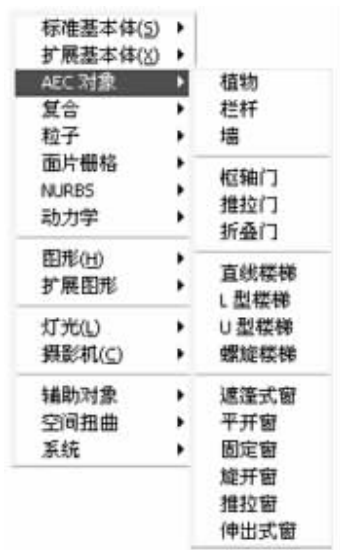 标准基本体(S)
扩展基本体(X)
AEC 对象
复合
粒子
面片栅格
NURBS
动力学
图形(H)
扩展图形
灯光(L)
摄影机(C)
辅助对象
空间扭曲
系统
植物
栏杆
墙
枢轴门
推拉门
折叠门
直线楼梯
L 型楼梯
U 型楼梯
螺旋楼梯
遮篷式窗
平开窗
固定窗
旋开窗
推拉窗
伸出式窗